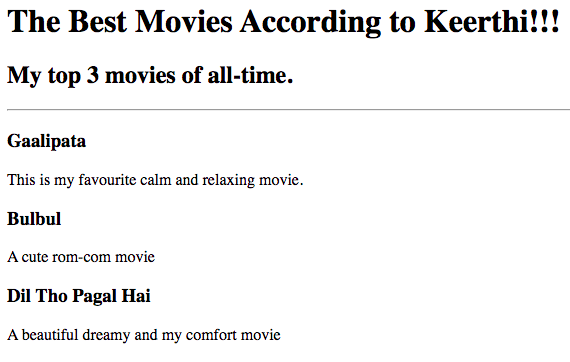 The Best Movies According to Keerthi!!!
My top 3 movies of all-time.
Gaalipata
This is my favourite calm and relaxing movie.
Bulbul
A cute rom-com movie
Dil Tho Pagal Hai
A beautiful dreamy and my comfort movie